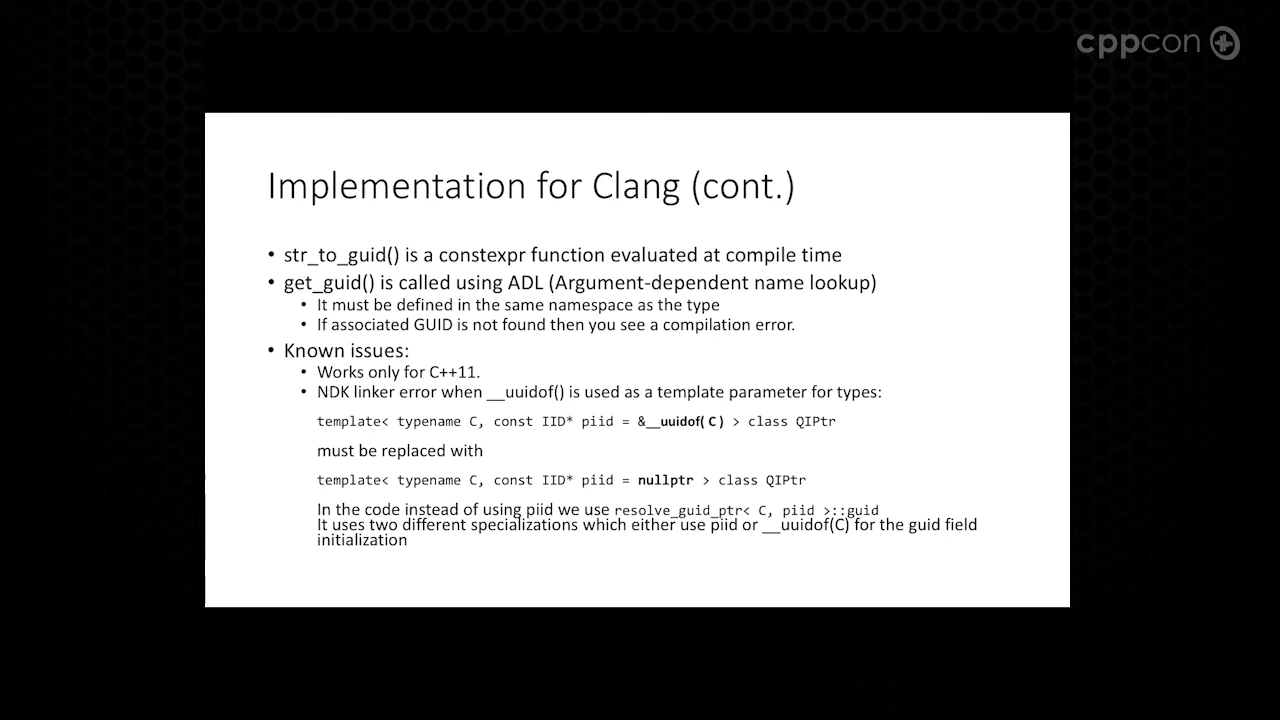 cppcon
Implementation for Clang (cont.)
• str_to_guid() is a constexpr function evaluated at compile time
• get_guid() is called using ADL (Argument-dependent name lookup)
• It must be defined in the same namespace as the type
• If associated GUID is not found then you see a compilation error.
• Known issues:
• Works only for C++11.
• NDK linker error when __uuidof() is used as a template parameter for types:
template< typename C, const IID* piid = &__uuidof( C ) > class QIPtr
must be replaced with
template< typename C, const IID* piid = nullptr > class QIPtr
In the code instead of using piid we use resolve_guid_ptr< C, piid >::guid
It uses two different specializations which either use piid or __uuidof(C) for the guid field
initialization